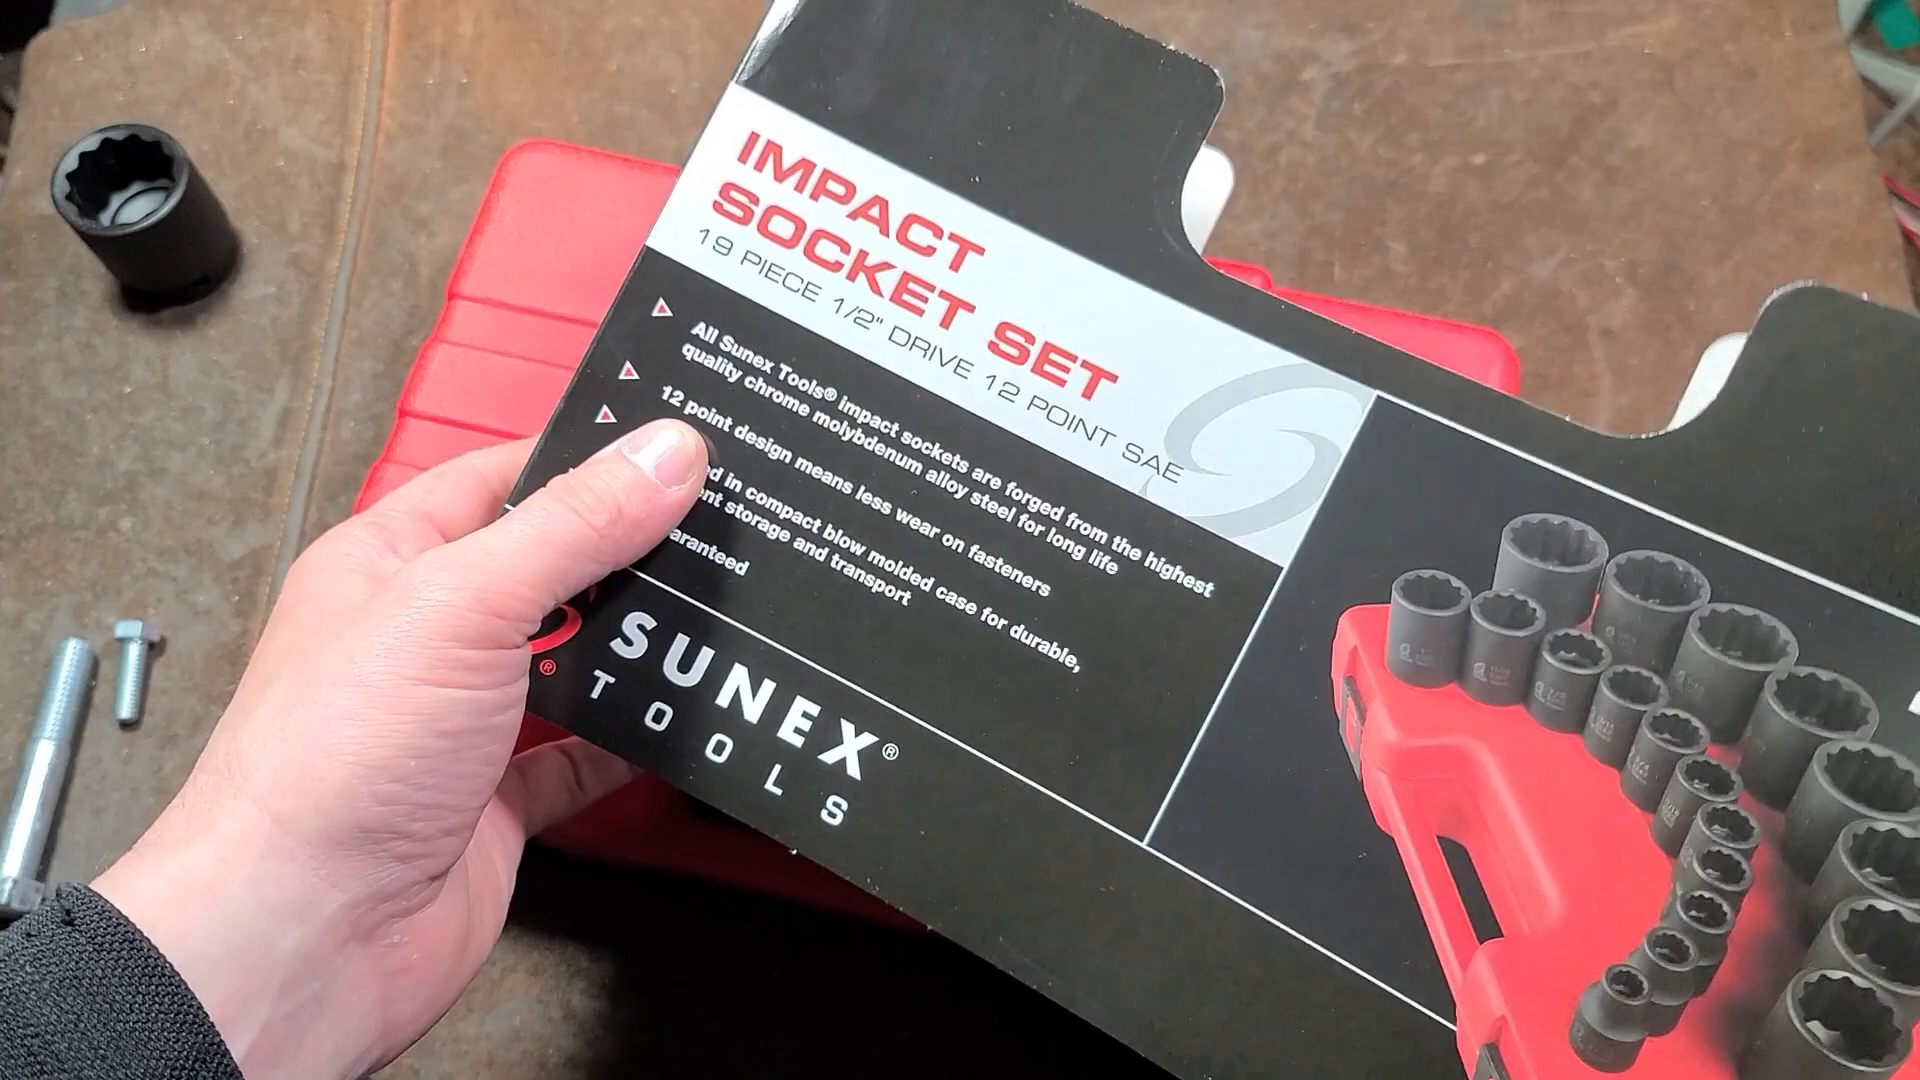 IMPACT
SOCKET SET
19 PIECE 1/2" DRIVE 12 POINT SAE
All Sunex Tools® impact sockets are forged from the highest
quality chrome molybdenum alloy steel for long life
12 point design means less wear on fasteners
in compact blow molded case for durable,
storage and transport
SUNEX®
TOOLS
®